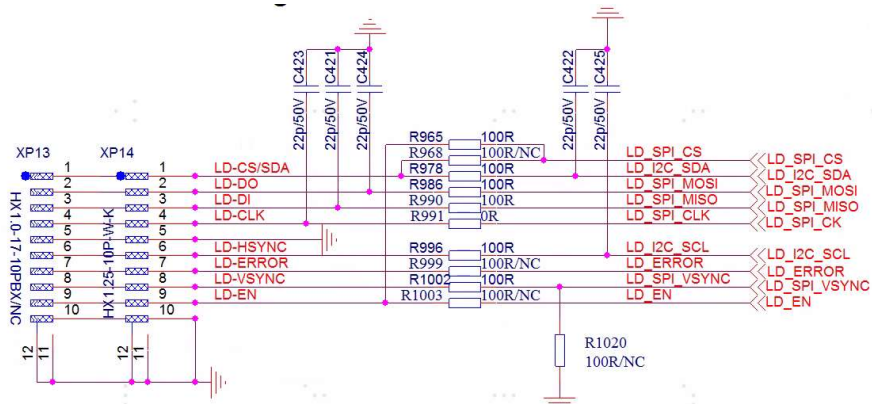 C423
C421
C424
C422
C425
22p/50V
22p/50V
22p/50V
22p/50V
22p/50V
XP13
XP14
HX1.0-17-10PBX/NC
HX1.25-10P-W-K
1 1 LD-CS/SDA
2 2 LD-DO
3 3 LD-DI
4 4 LD-CLK
5 5
6 6 LD-HSYNC
7 7 LD-ERROR
8 8 LD-VSYNC
9 9 LD-EN
10 10
12 11 12 11
R965 100R
R968 100R/NC LD_SPI_CS LD_SPI_CS
R978 100R LD_I2C_SDA LD_I2C_SDA
R986 100R LD_SPI_MOSI LD_SPI_MOSI
R990 100R LD_SPI_MISO LD_SPI_MISO
R991 0R LD_SPI_CLK LD_SPI_CK
R996 100R LD_I2C_SCL LD_I2C_SCL
R999 100R/NC LD_ERROR LD_ERROR
R1002 100R LD_SPI_VSYNC LD_SPI_VSYNC
R1003 100R/NC LD_EN LD_EN
R1020
100R/NC